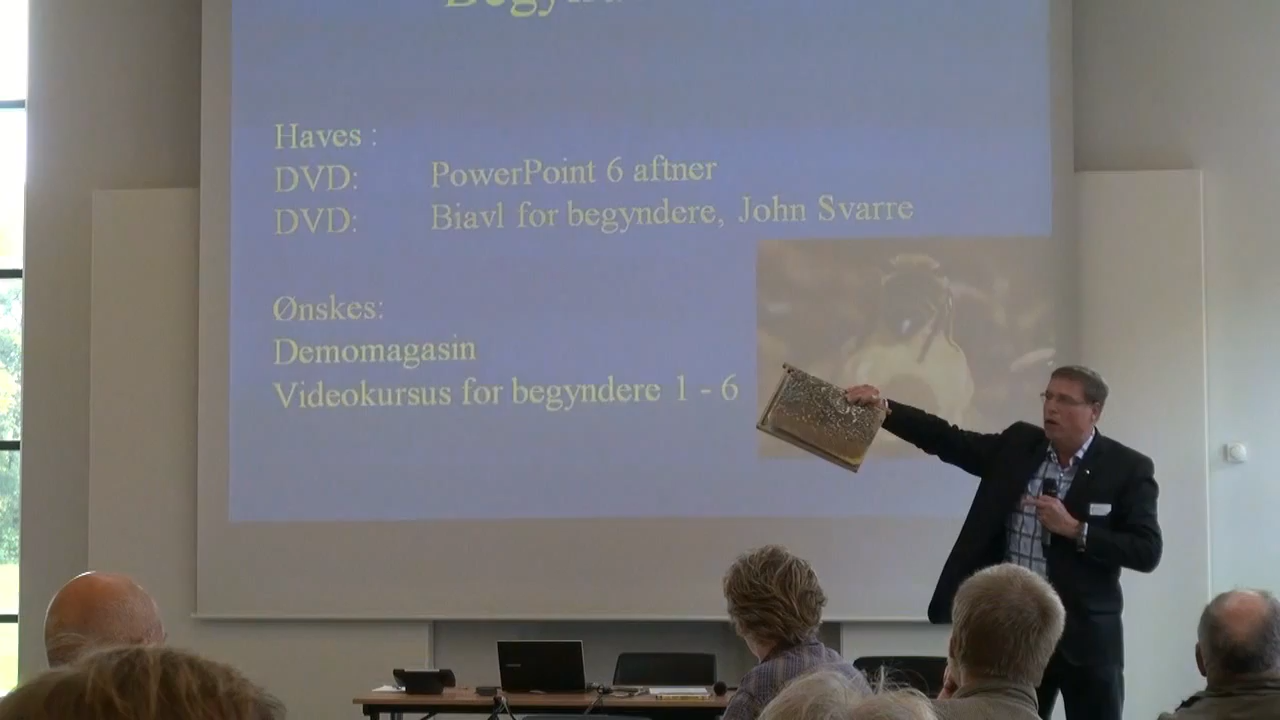 Haves :
DVD: PowerPoint 6 aftner
DVD: Biavl for begyndere, John Svarre
Ønskes:
Demomagasin
Videokursus for begyndere 1 - 6